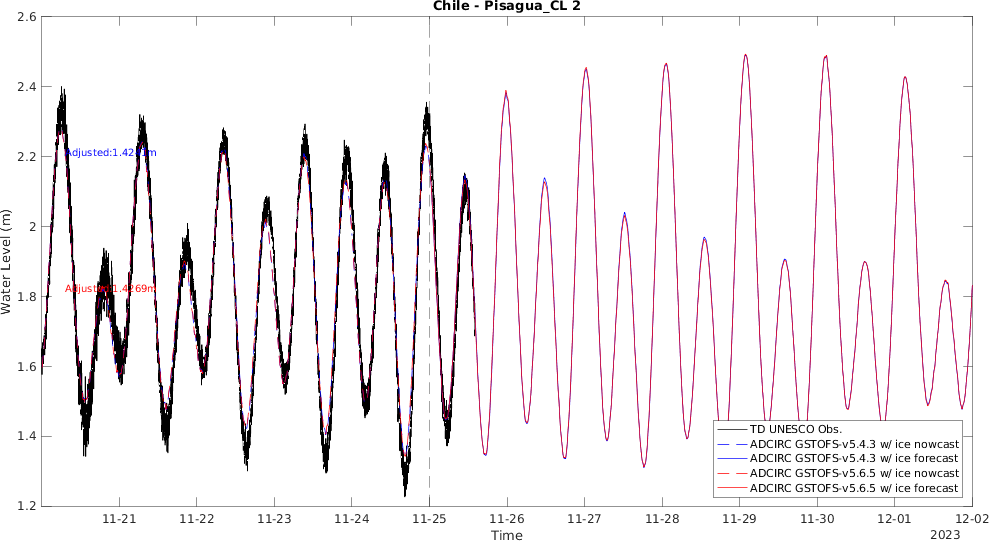 Chile - Pisagua_CL 2
2.6
2.4
2.2
2
1.8
1.6
1.4
1.2
Water Level (m)
Adjusted:1.4281m
Adjusted:1.4269m
TD UNESCO Obs.
ADCIRC GSTOFS-v5.4.3 w/ ice nowcast
ADCIRC GSTOFS-v5.4.3 w/ ice forecast
ADCIRC GSTOFS-v5.6.5 w/ ice nowcast
ADCIRC GSTOFS-v5.6.5 w/ ice forecast
11-21 11-22 11-23 11-24 11-25 11-26 11-27 11-28 11-29 11-30 12-01 12-02
Time
2023